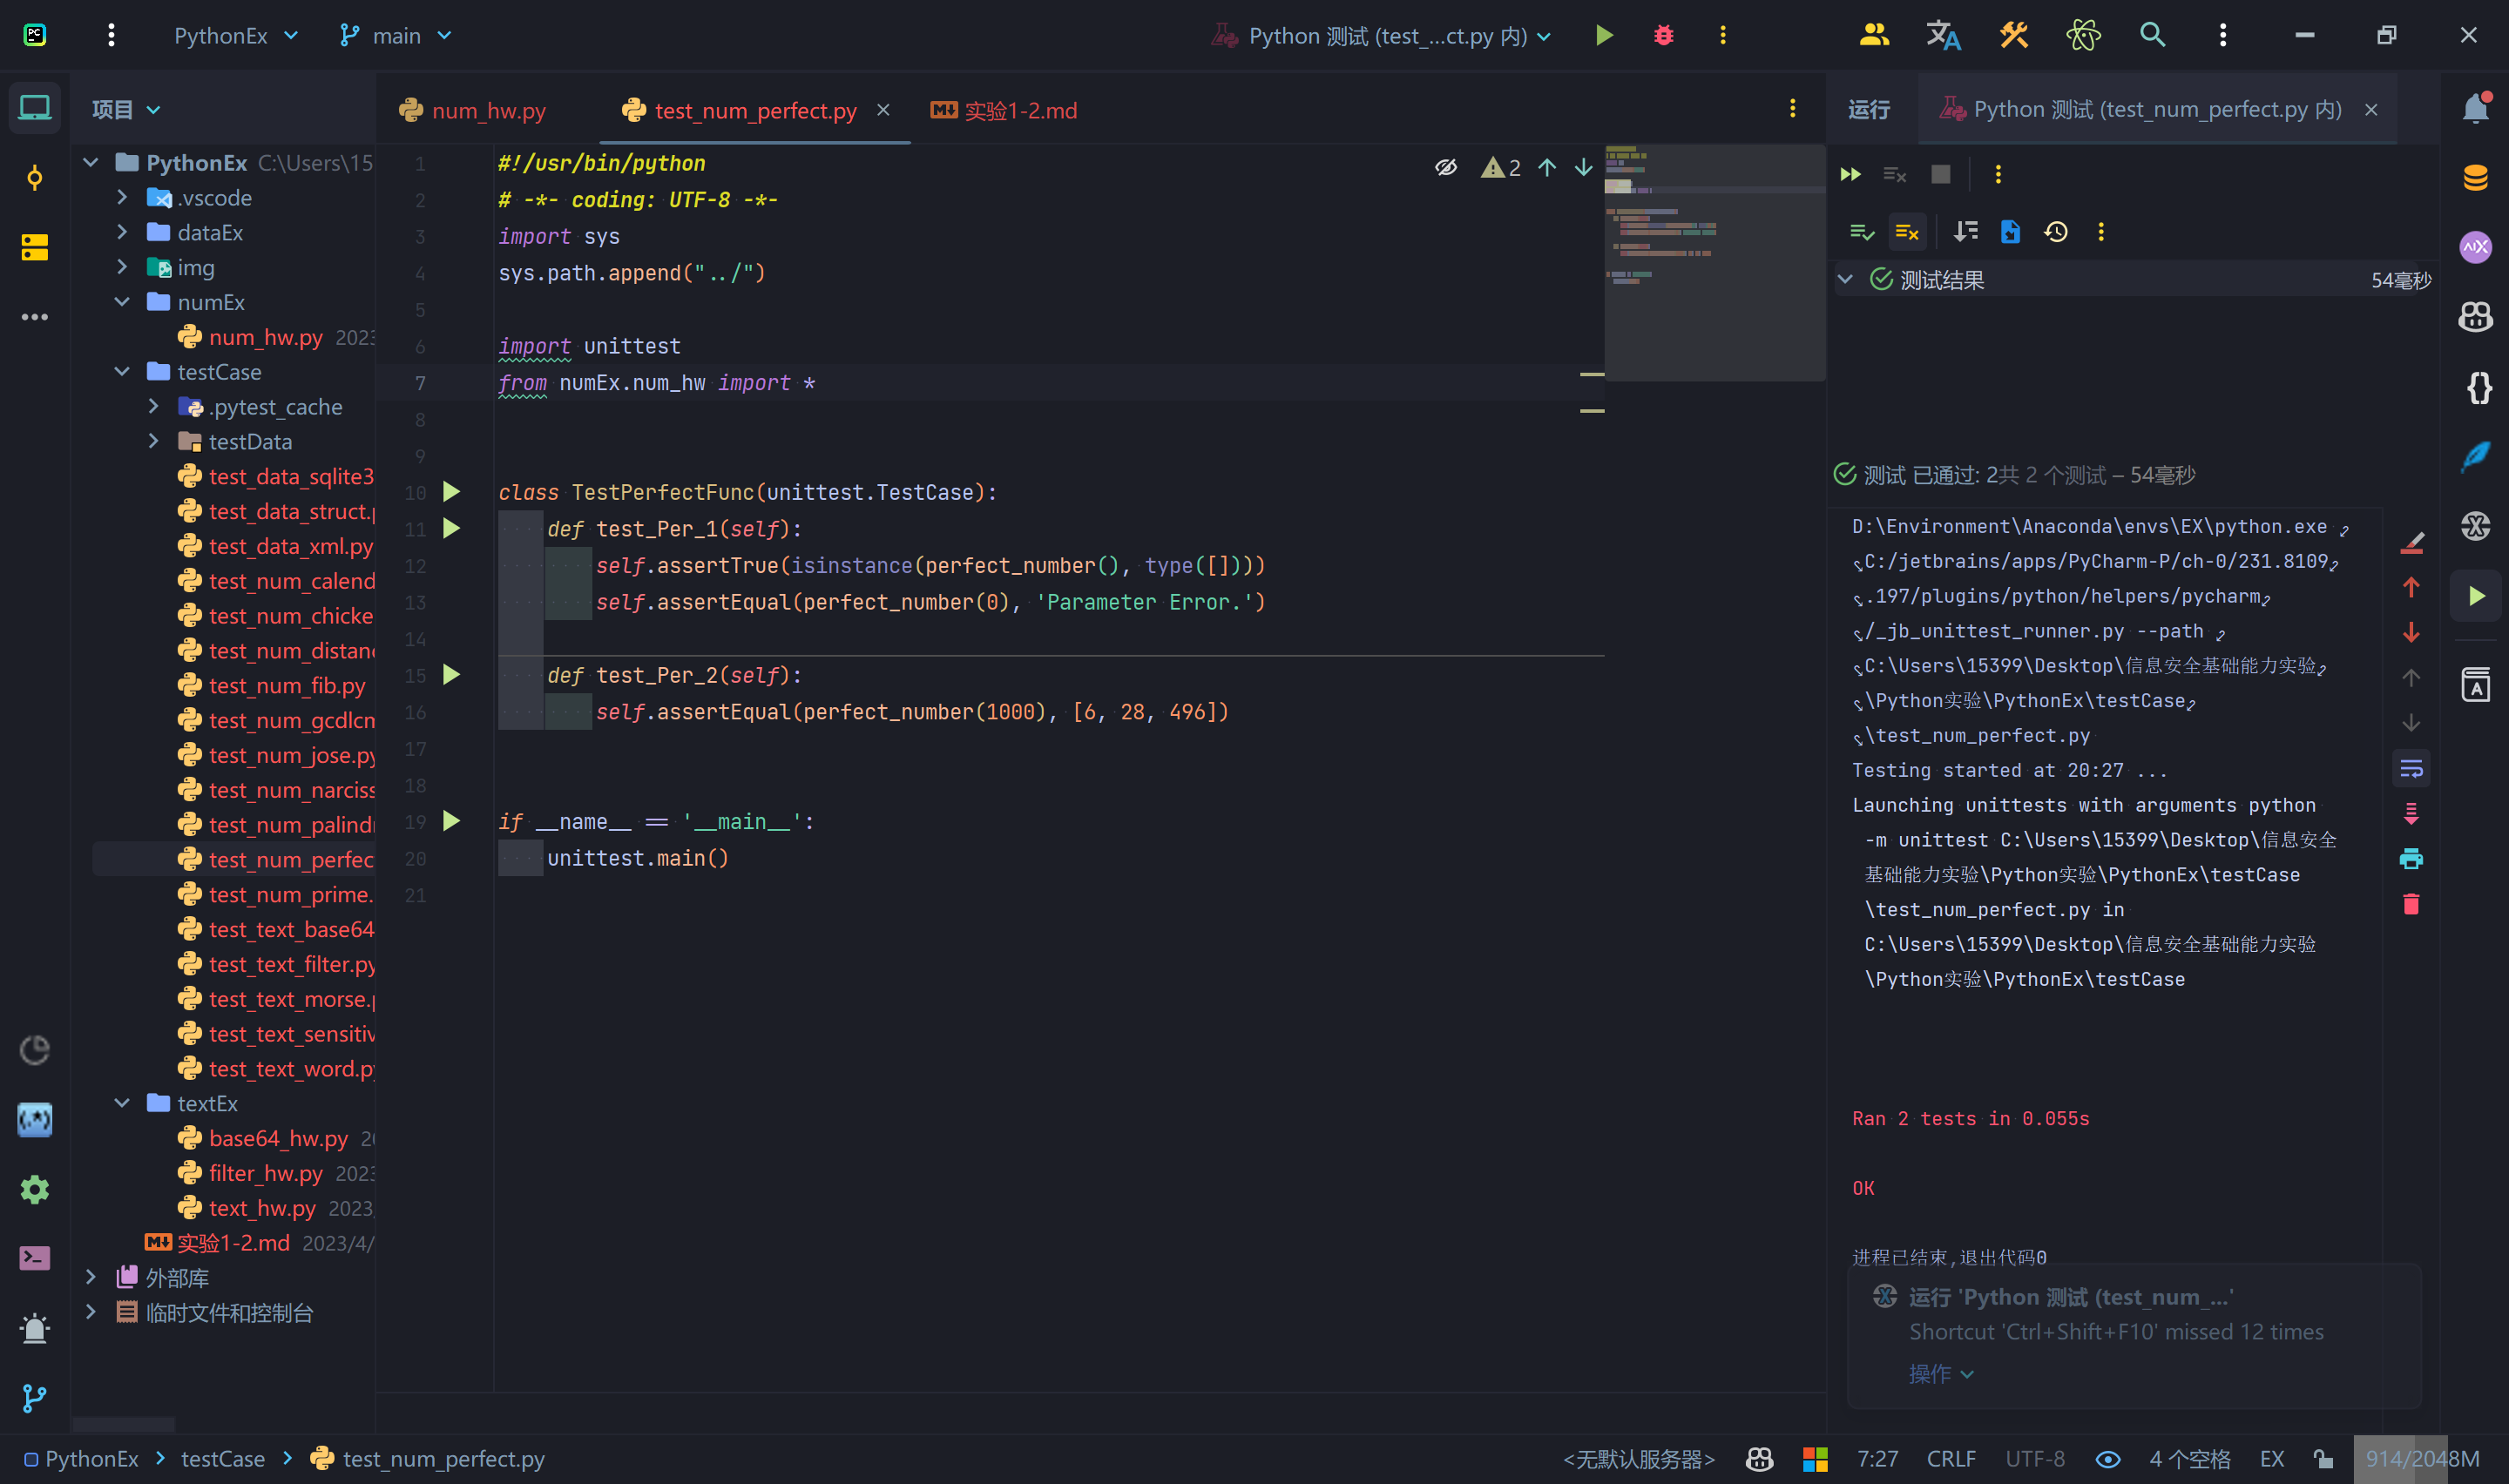 PythonEx
main
Python 测试 (test_...ct.py 内)
项目
num_hw.py
test_num_perfect.py
实验1-2.md
运行
Python 测试 (test_num_perfect.py 内)
PythonEx C:\Users\15
.vscode
dataEx
img
numEx
num_hw.py 2023
testCase
.pytest_cache
testData
test_data_sqlite3
test_data_struct.p
test_data_xml.py
test_num_calend
test_num_chicke
test_num_distanc
test_num_fib.py
test_num_gcdlcm
test_num_jose.py
test_num_narciss
test_num_palind
test_num_perfec
test_num_prime.
test_text_base64
test_text_filter.py
test_text_morse.p
test_text_sensitiv
test_text_word.py
textEx
base64_hw.py 20
filter_hw.py 2023
text_hw.py 2023/
实验1-2.md 2023/4/
外部库
临时文件和控制台
2
1 #!/usr/bin/python
2 # -*- coding: UTF-8 -*-
3 import sys
4 sys.path.append("../")
5
6 import unittest
7 from numEx.num_hw import *
8
9
10 class TestPerfectFunc(unittest.TestCase):
11 def test_Per_1(self):
12 self.assertTrue(isinstance(perfect_number(), type([])))
13 self.assertEqual(perfect_number(0), 'Parameter Error.')
14
15 def test_Per_2(self):
16 self.assertEqual(perfect_number(1000), [6, 28, 496])
17
18
19 if __name__ == '__main__':
20 unittest.main()
21
测试结果 54毫秒
测试 已通过: 2共 2 个测试 – 54毫秒
D:\Environment\Anaconda\envs\EX\python.exe
C:/jetbrains/apps/PyCharm-P/ch-0/231.8109
.197/plugins/python/helpers/pycharm
/_jb_unittest_runner.py --path
C:\Users\15399\Desktop\信息安全基础能力实验
\Python实验\PythonEx\testCase
\test_num_perfect.py
Testing started at 20:27 ...
Launching unittests with arguments python
-m unittest C:\Users\15399\Desktop\信息安全
基础能力实验\Python实验\PythonEx\testCase
\test_num_perfect.py in
C:\Users\15399\Desktop\信息安全基础能力实验
\Python实验\PythonEx\testCase
Ran 2 tests in 0.055s
OK
进程已结束,退出代码0
运行 'Python 测试 (test_num_...'
Shortcut 'Ctrl+Shift+F10' missed 12 times
操作
PythonEx
testCase
test_num_perfect.py
<无默认服务器>
7:27
CRLF
UTF-8
4 个空格
EX
914/2048M